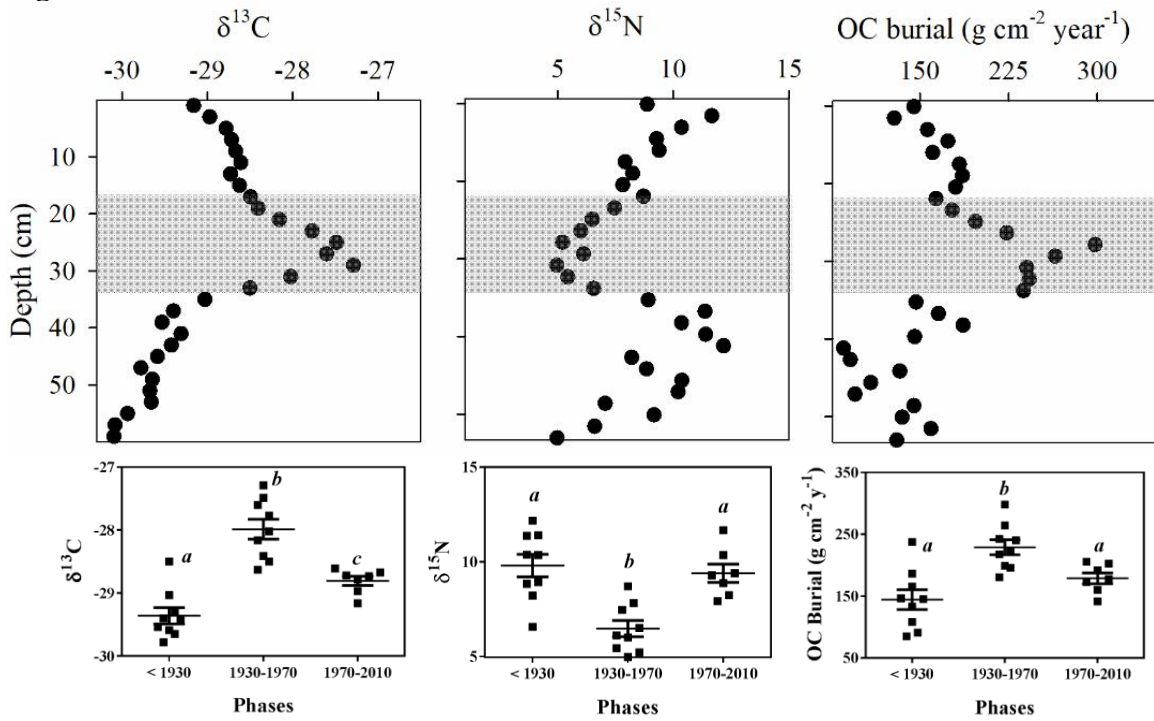 δ13C
δ15N
OC burial (g cm-2 year-1)
-30 -29 -28 -27
5 10 15
150 225 300
10
20
30
40
50
Depth (cm)
-27
-28
-29
-30
δ13C
a
b
c
< 1930 1930-1970 1970-2010
Phases
15
10
5
δ15N
a
b
a
< 1930 1930-1970 1970-2010
Phases
350
250
150
50
OC Burial (g cm-2 y-1)
a
b
a
< 1930 1930-1970 1970-2010
Phases